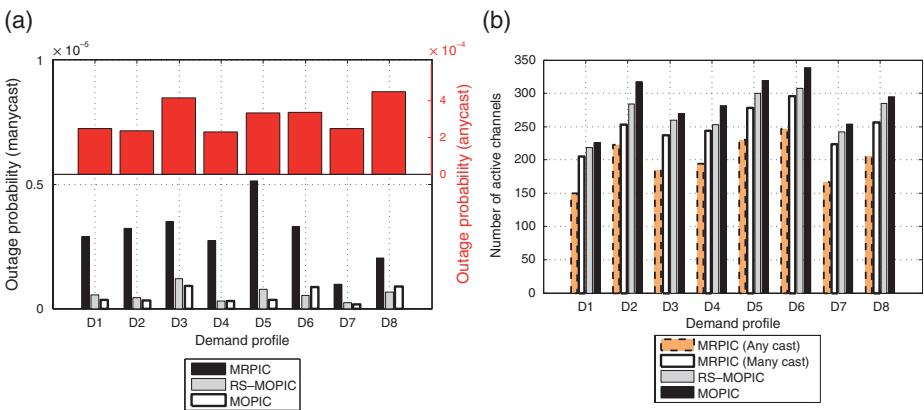 (a)
× 10⁻⁵
× 10⁻⁴
Outage probability (manycast)
1
0.5
0
4
2
0
Outage probability (anycast)
D1 D2 D3 D4 D5 D6 D7 D8
Demand profile
MRPIC
RS–MOPIC
MOPIC
(b)
Number of active channels
350
300
250
200
150
100
50
0
D1 D2 D3 D4 D5 D6 D7 D8
Demand profile
MRPIC (Any cast)
MRPIC (Many cast)
RS–MOPIC
MOPIC